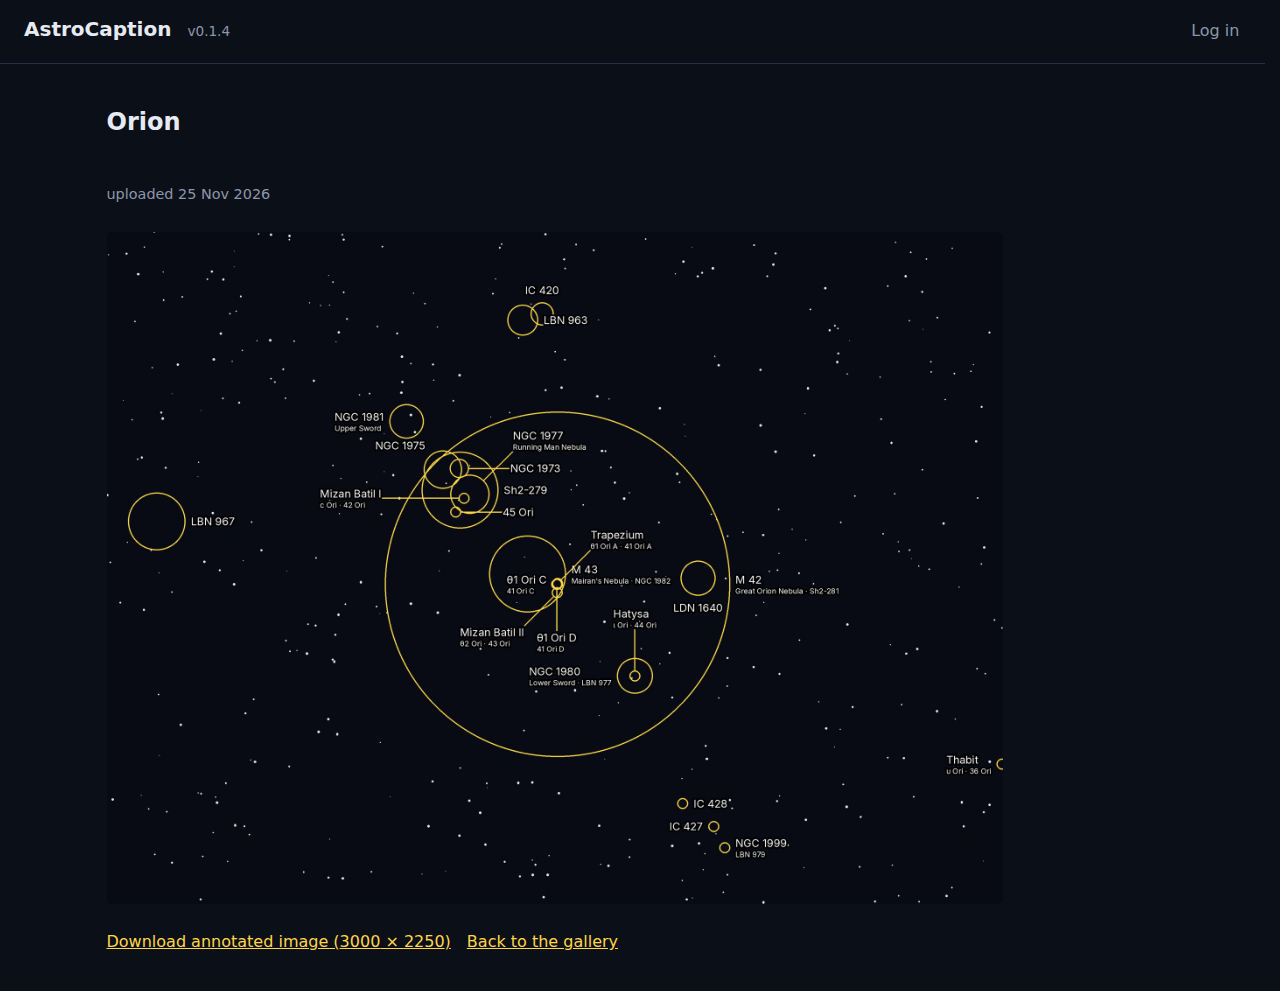 AstroCaption v0.1.4 Log in
Orion
uploaded 25 Nov 2026
IC 420
LBN 963
NGC 1981
Upper Sword
NGC 1975
NGC 1977
Running Man Nebula
NGC 1973
Sh2-279
Mizan Batil I
c Ori · 42 Ori
45 Ori
LBN 967
Trapezium
θ1 Ori A · 41 Ori A
M 43
Mairan's Nebula · NGC 1982
θ1 Ori C
41 Ori C
M 42
Great Orion Nebula · Sh2-281
LDN 1640
Hatysa
ι Ori · 44 Ori
Mizan Batil II
θ2 Ori · 43 Ori
θ1 Ori D
41 Ori D
NGC 1980
Lower Sword · LBN 977
Thabit
υ Ori · 36 Ori
IC 428
IC 427
NGC 1999
LBN 979
Download annotated image (3000 × 2250) Back to the gallery